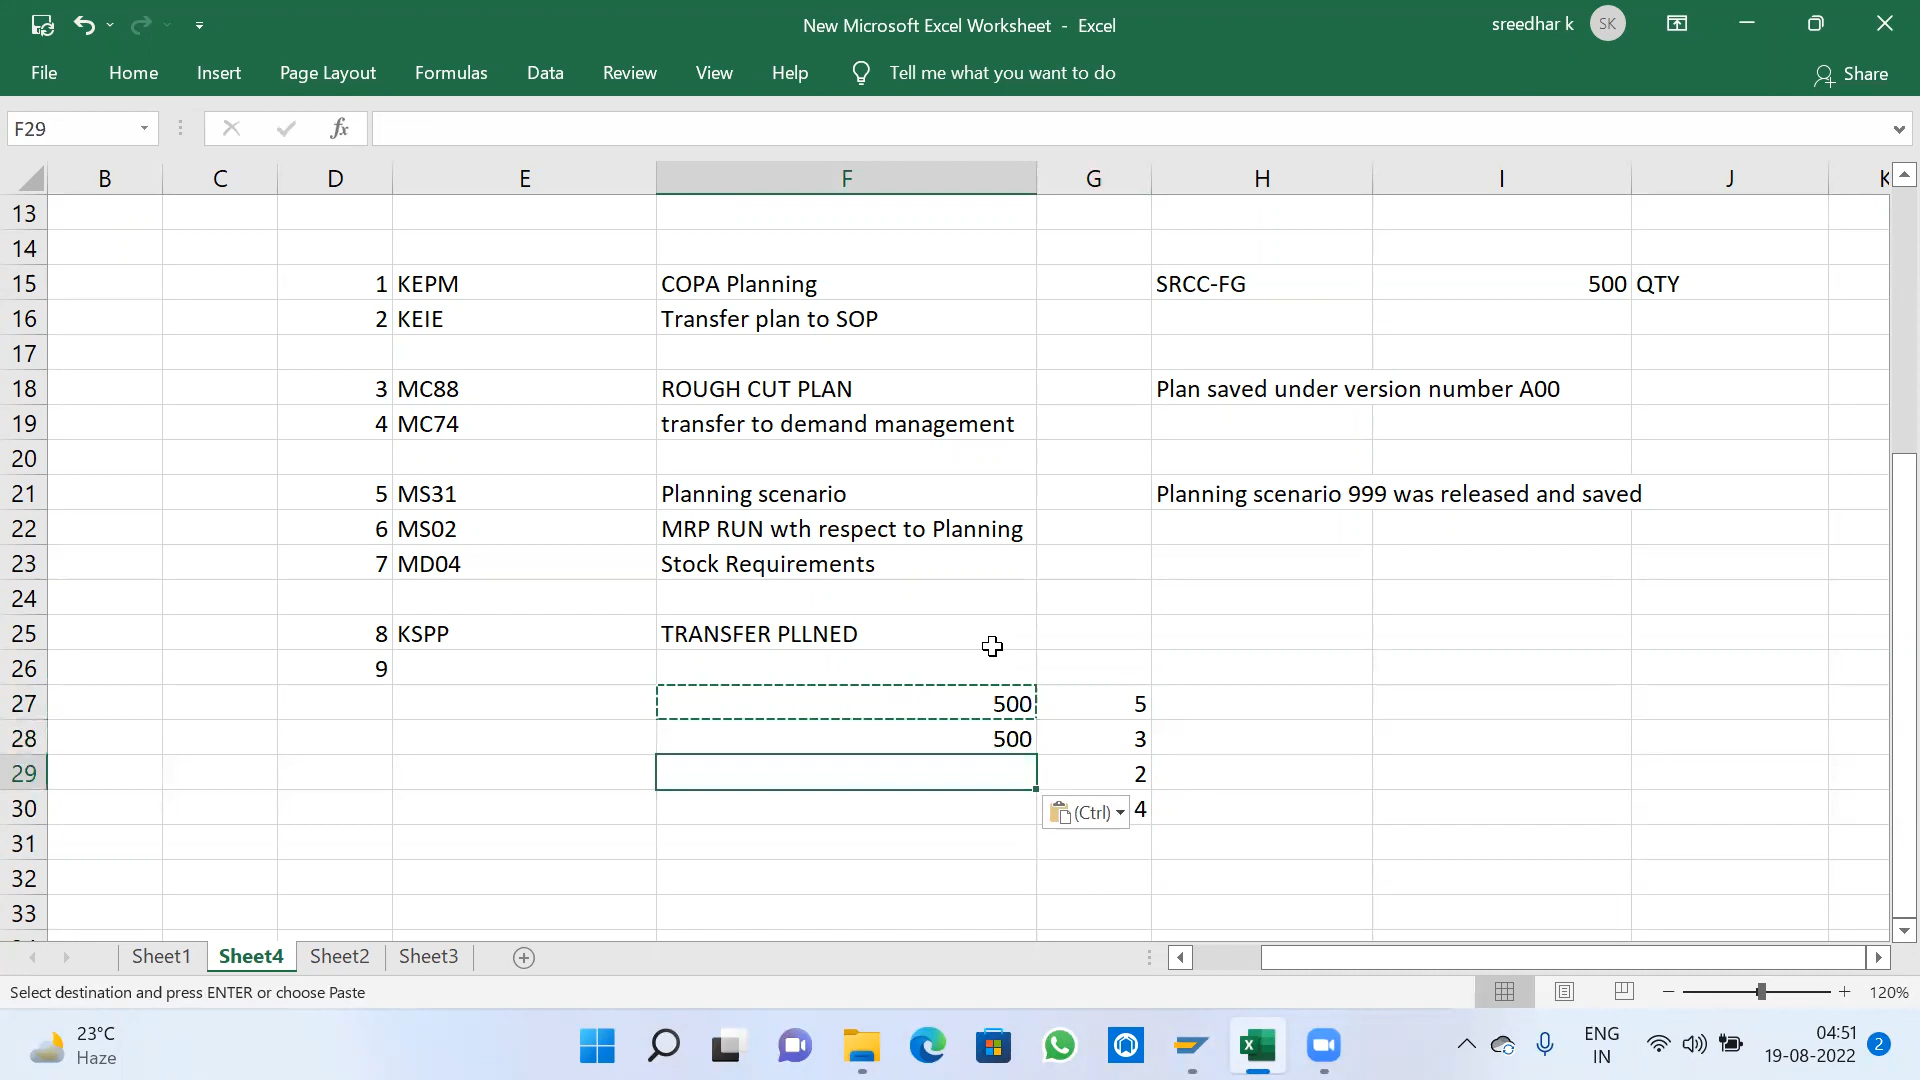 New Microsoft Excel Worksheet - Excel
sreedhar k
SK
File Home Insert Page Layout Formulas Data Review View Help Tell me what you want to do
Share
F29
fx
B C D E F G H I J K
13
14
15 1 KEPM COPA Planning SRCC-FG 500 QTY
16 2 KEIE Transfer plan to SOP
17
18 3 MC88 ROUGH CUT PLAN Plan saved under version number A00
19 4 MC74 transfer to demand management
20
21 5 MS31 Planning scenario Planning scenario 999 was released and saved
22 6 MS02 MRP RUN wth respect to Planning
23 7 MD04 Stock Requirements
24
25 8 KSPP TRANSFER PLLNED
26 9
27 500 5
28 500 3
29 2
30 (Ctrl) 4
31
32
33
Sheet1 Sheet4 Sheet2 Sheet3
Select destination and press ENTER or choose Paste
120%
23°C
Haze
ENG
IN
04:51
19-08-2022
2